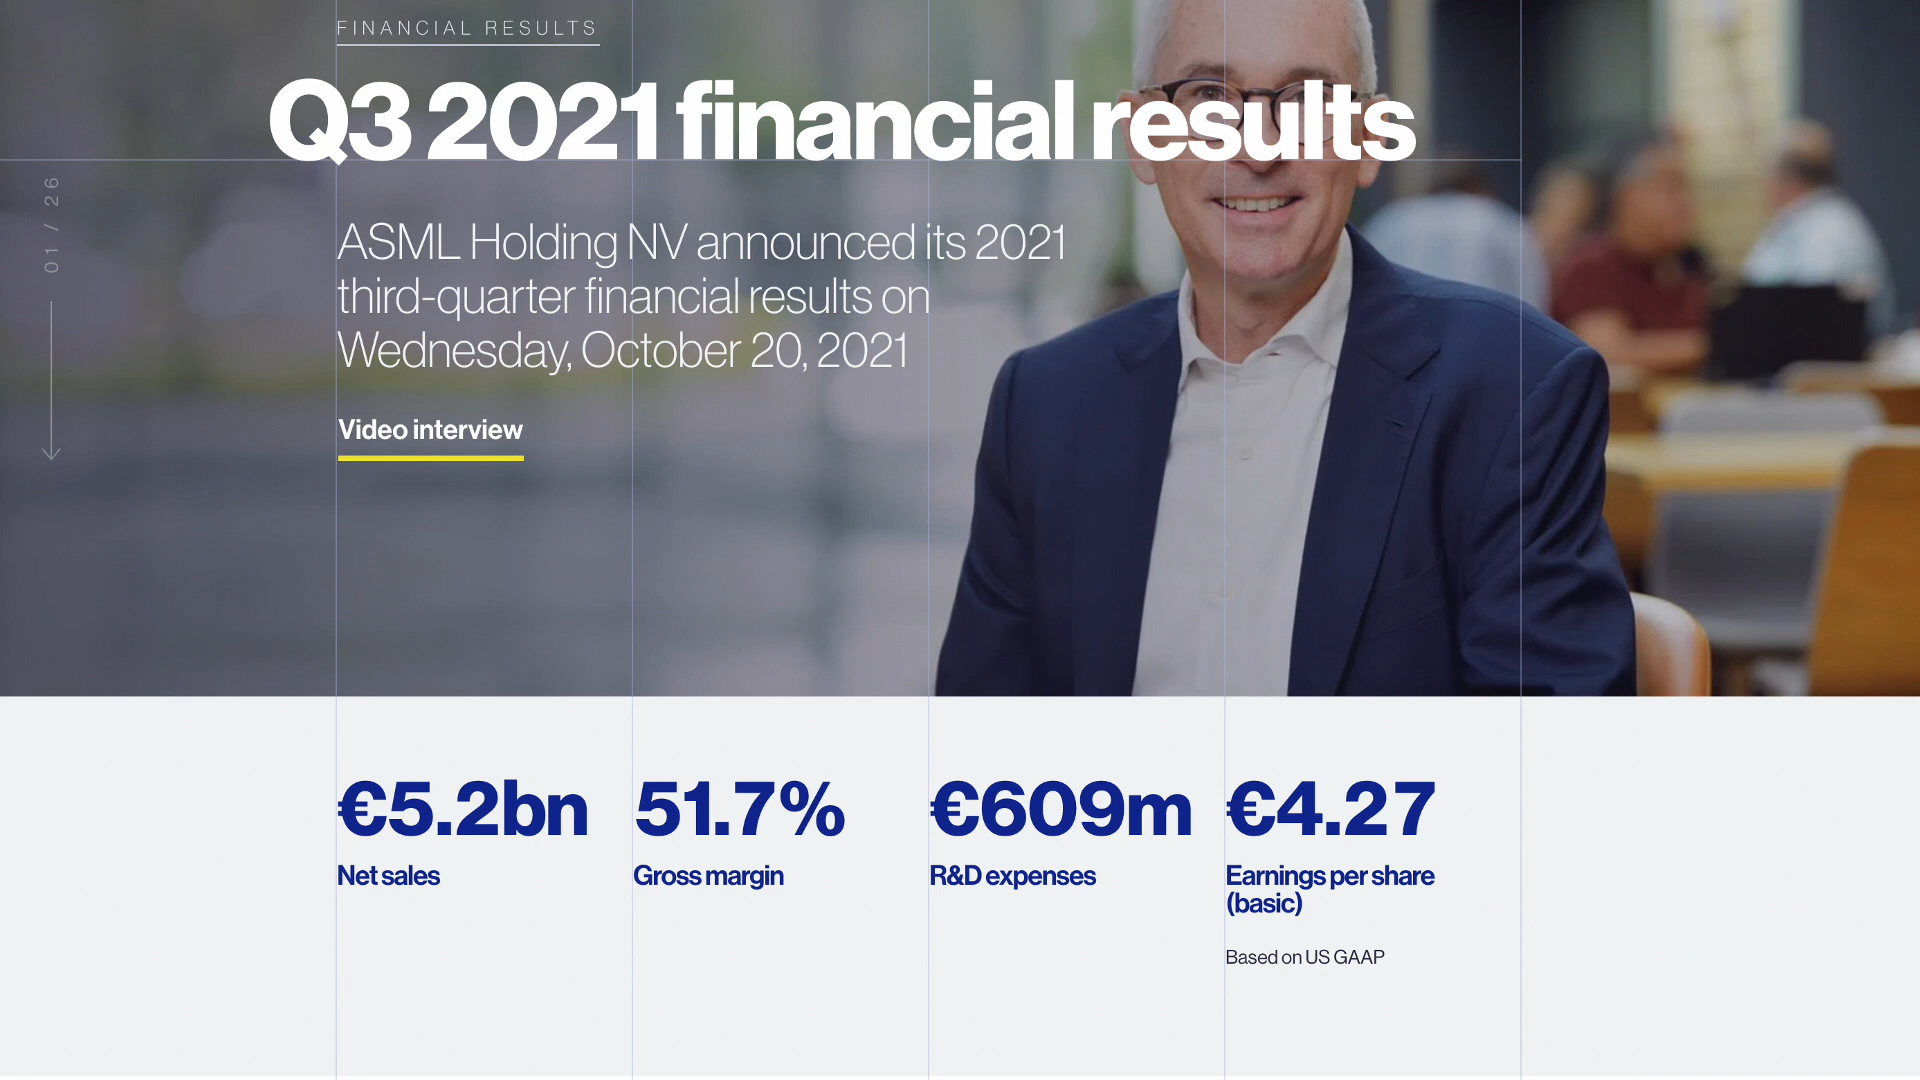 FINANCIAL RESULTS
Q3 2021 financial results
01 / 26
ASML Holding NV announced its 2021
third-quarter financial results on
Wednesday, October 20, 2021
Video interview
€5.2bn
Net sales
51.7%
Gross margin
€609m
R&D expenses
€4.27
Earnings per share
(basic)
Based on US GAAP